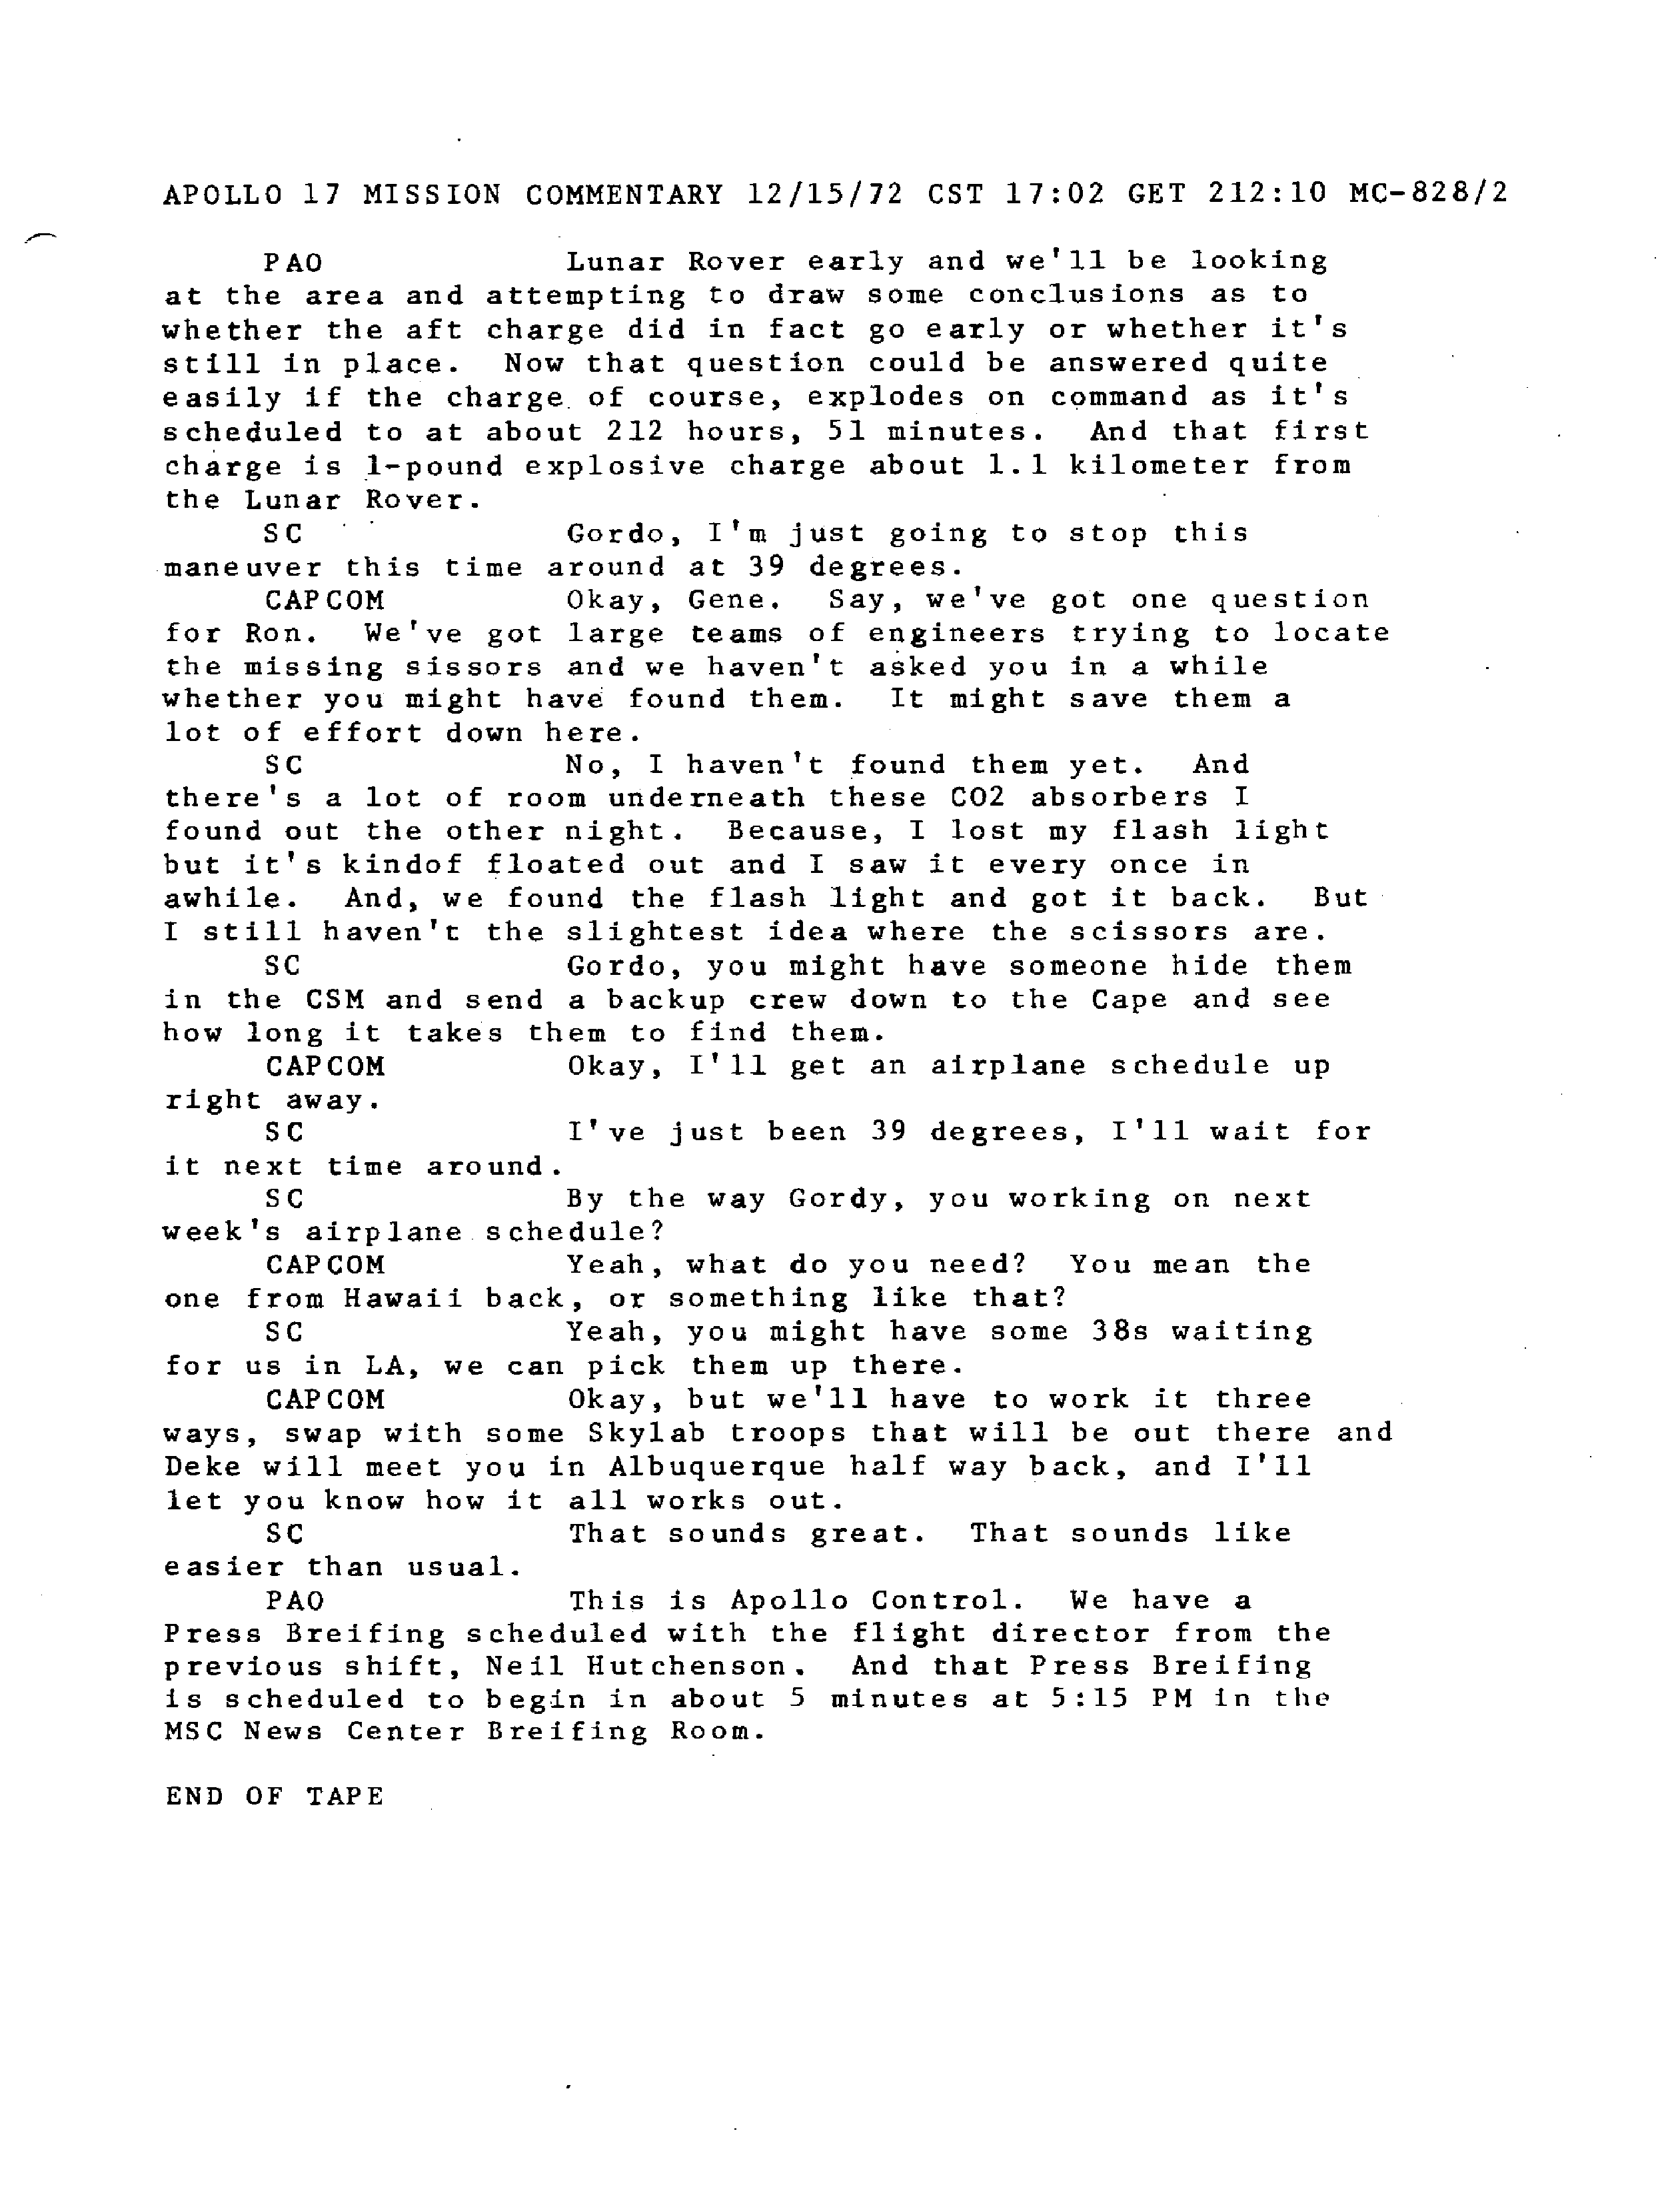 APOLLO 17 MISSION COMMENTARY 12/15/72 CST 17:02 GET 212:10 MC-828/2
PAO Lunar Rover early and we'll be looking
at the area and attempting to draw some conclusions as to
whether the aft charge did in fact go early or whether it's
still in place. Now that question could be answered quite
easily if the charge of course, explodes on command as it's
scheduled to at about 212 hours, 51 minutes. And that first
charge is 1-pound explosive charge about 1.1 kilometer from
the Lunar Rover.
SC Gordo, I'm just going to stop this
maneuver this time around at 39 degrees.
CAPCOM Okay, Gene. Say, we've got one question
for Ron. We've got large teams of engineers trying to locate
the missing sissors and we haven't asked you in a while
whether you might have found them. It might save them a
lot of effort down here.
SC No, I haven't found them yet. And
there's a lot of room underneath these CO2 absorbers I
found out the other night. Because, I lost my flash light
but it's kindof floated out and I saw it every once in
awhile. And, we found the flash light and got it back. But
I still haven't the slightest idea where the scissors are.
SC Gordo, you might have someone hide them
in the CSM and send a backup crew down to the Cape and see
how long it takes them to find them.
CAPCOM Okay, I'll get an airplane schedule up
right away.
SC I've just been 39 degrees, I'll wait for
it next time around.
SC By the way Gordy, you working on next
week's airplane schedule?
CAPCOM Yeah, what do you need? You mean the
one from Hawaii back, or something like that?
SC Yeah, you might have some 38s waiting
for us in LA, we can pick them up there.
CAPCOM Okay, but we'll have to work it three
ways, swap with some Skylab troops that will be out there and
Deke will meet you in Albuquerque half way back, and I'll
let you know how it all works out.
SC That sounds great. That sounds like
easier than usual.
PAO This is Apollo Control. We have a
Press Breifing scheduled with the flight director from the
previous shift, Neil Hutchenson. And that Press Breifing
is scheduled to begin in about 5 minutes at 5:15 PM in the
MSC News Center Breifing Room.
END OF TAPE